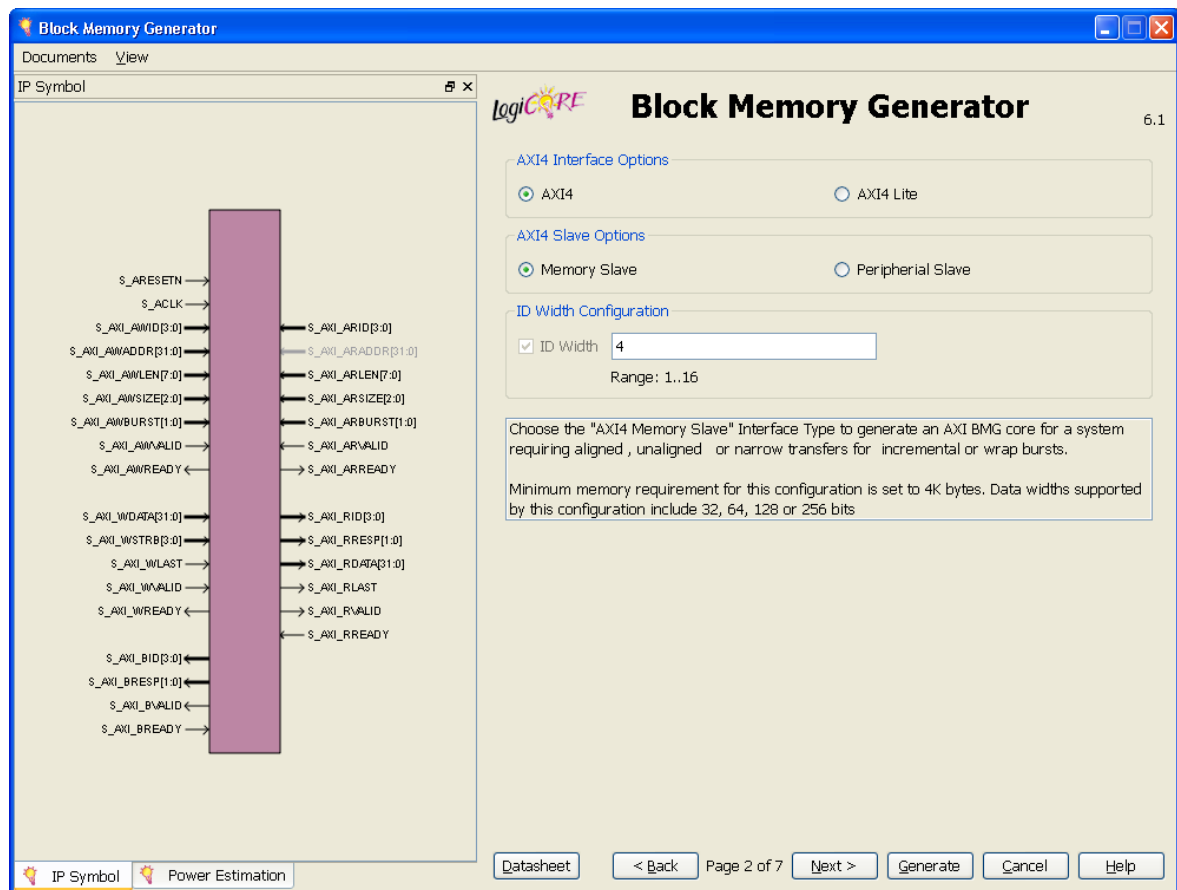 Block Memory Generator
Documents View
IP Symbol
S_ARESETN
S_ACLK
S_AXI_AWID[3:0]
S_AXI_AWADDR[31:0]
S_AXI_AWLEN[7:0]
S_AXI_AWSIZE[2:0]
S_AXI_AWBURST[1:0]
S_AXI_AWVALID
S_AXI_AWREADY
S_AXI_WDATA[31:0]
S_AXI_WSTRB[3:0]
S_AXI_WLAST
S_AXI_WVALID
S_AXI_WREADY
S_AXI_BID[3:0]
S_AXI_BRESP[1:0]
S_AXI_BVALID
S_AXI_BREADY
S_AXI_ARID[3:0]
S_AXI_ARADDR[31:0]
S_AXI_ARLEN[7:0]
S_AXI_ARSIZE[2:0]
S_AXI_ARBURST[1:0]
S_AXI_ARVALID
S_AXI_ARREADY
S_AXI_RID[3:0]
S_AXI_RRESP[1:0]
S_AXI_RDATA[31:0]
S_AXI_RLAST
S_AXI_RVALID
S_AXI_RREADY
IP Symbol
Power Estimation
LogiCORE
Block Memory Generator
6.1
AXI4 Interface Options
AXI4 AXI4 Lite
AXI4 Slave Options
Memory Slave Peripherial Slave
ID Width Configuration
ID Width 4
Range: 1..16
Choose the "AXI4 Memory Slave" Interface Type to generate an AXI BMG core for a system
requiring aligned , unaligned or narrow transfers for incremental or wrap bursts.
Minimum memory requirement for this configuration is set to 4K bytes. Data widths supported
by this configuration include 32, 64, 128 or 256 bits
Datasheet < Back Page 2 of 7 Next > Generate Cancel Help